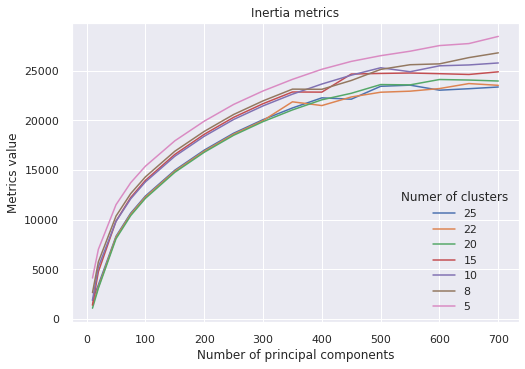 Inertia metrics
Metrics value
25000
20000
15000
10000
5000
0
Numer of clusters
25
22
20
15
10
8
5
0 100 200 300 400 500 600 700
Number of principal components